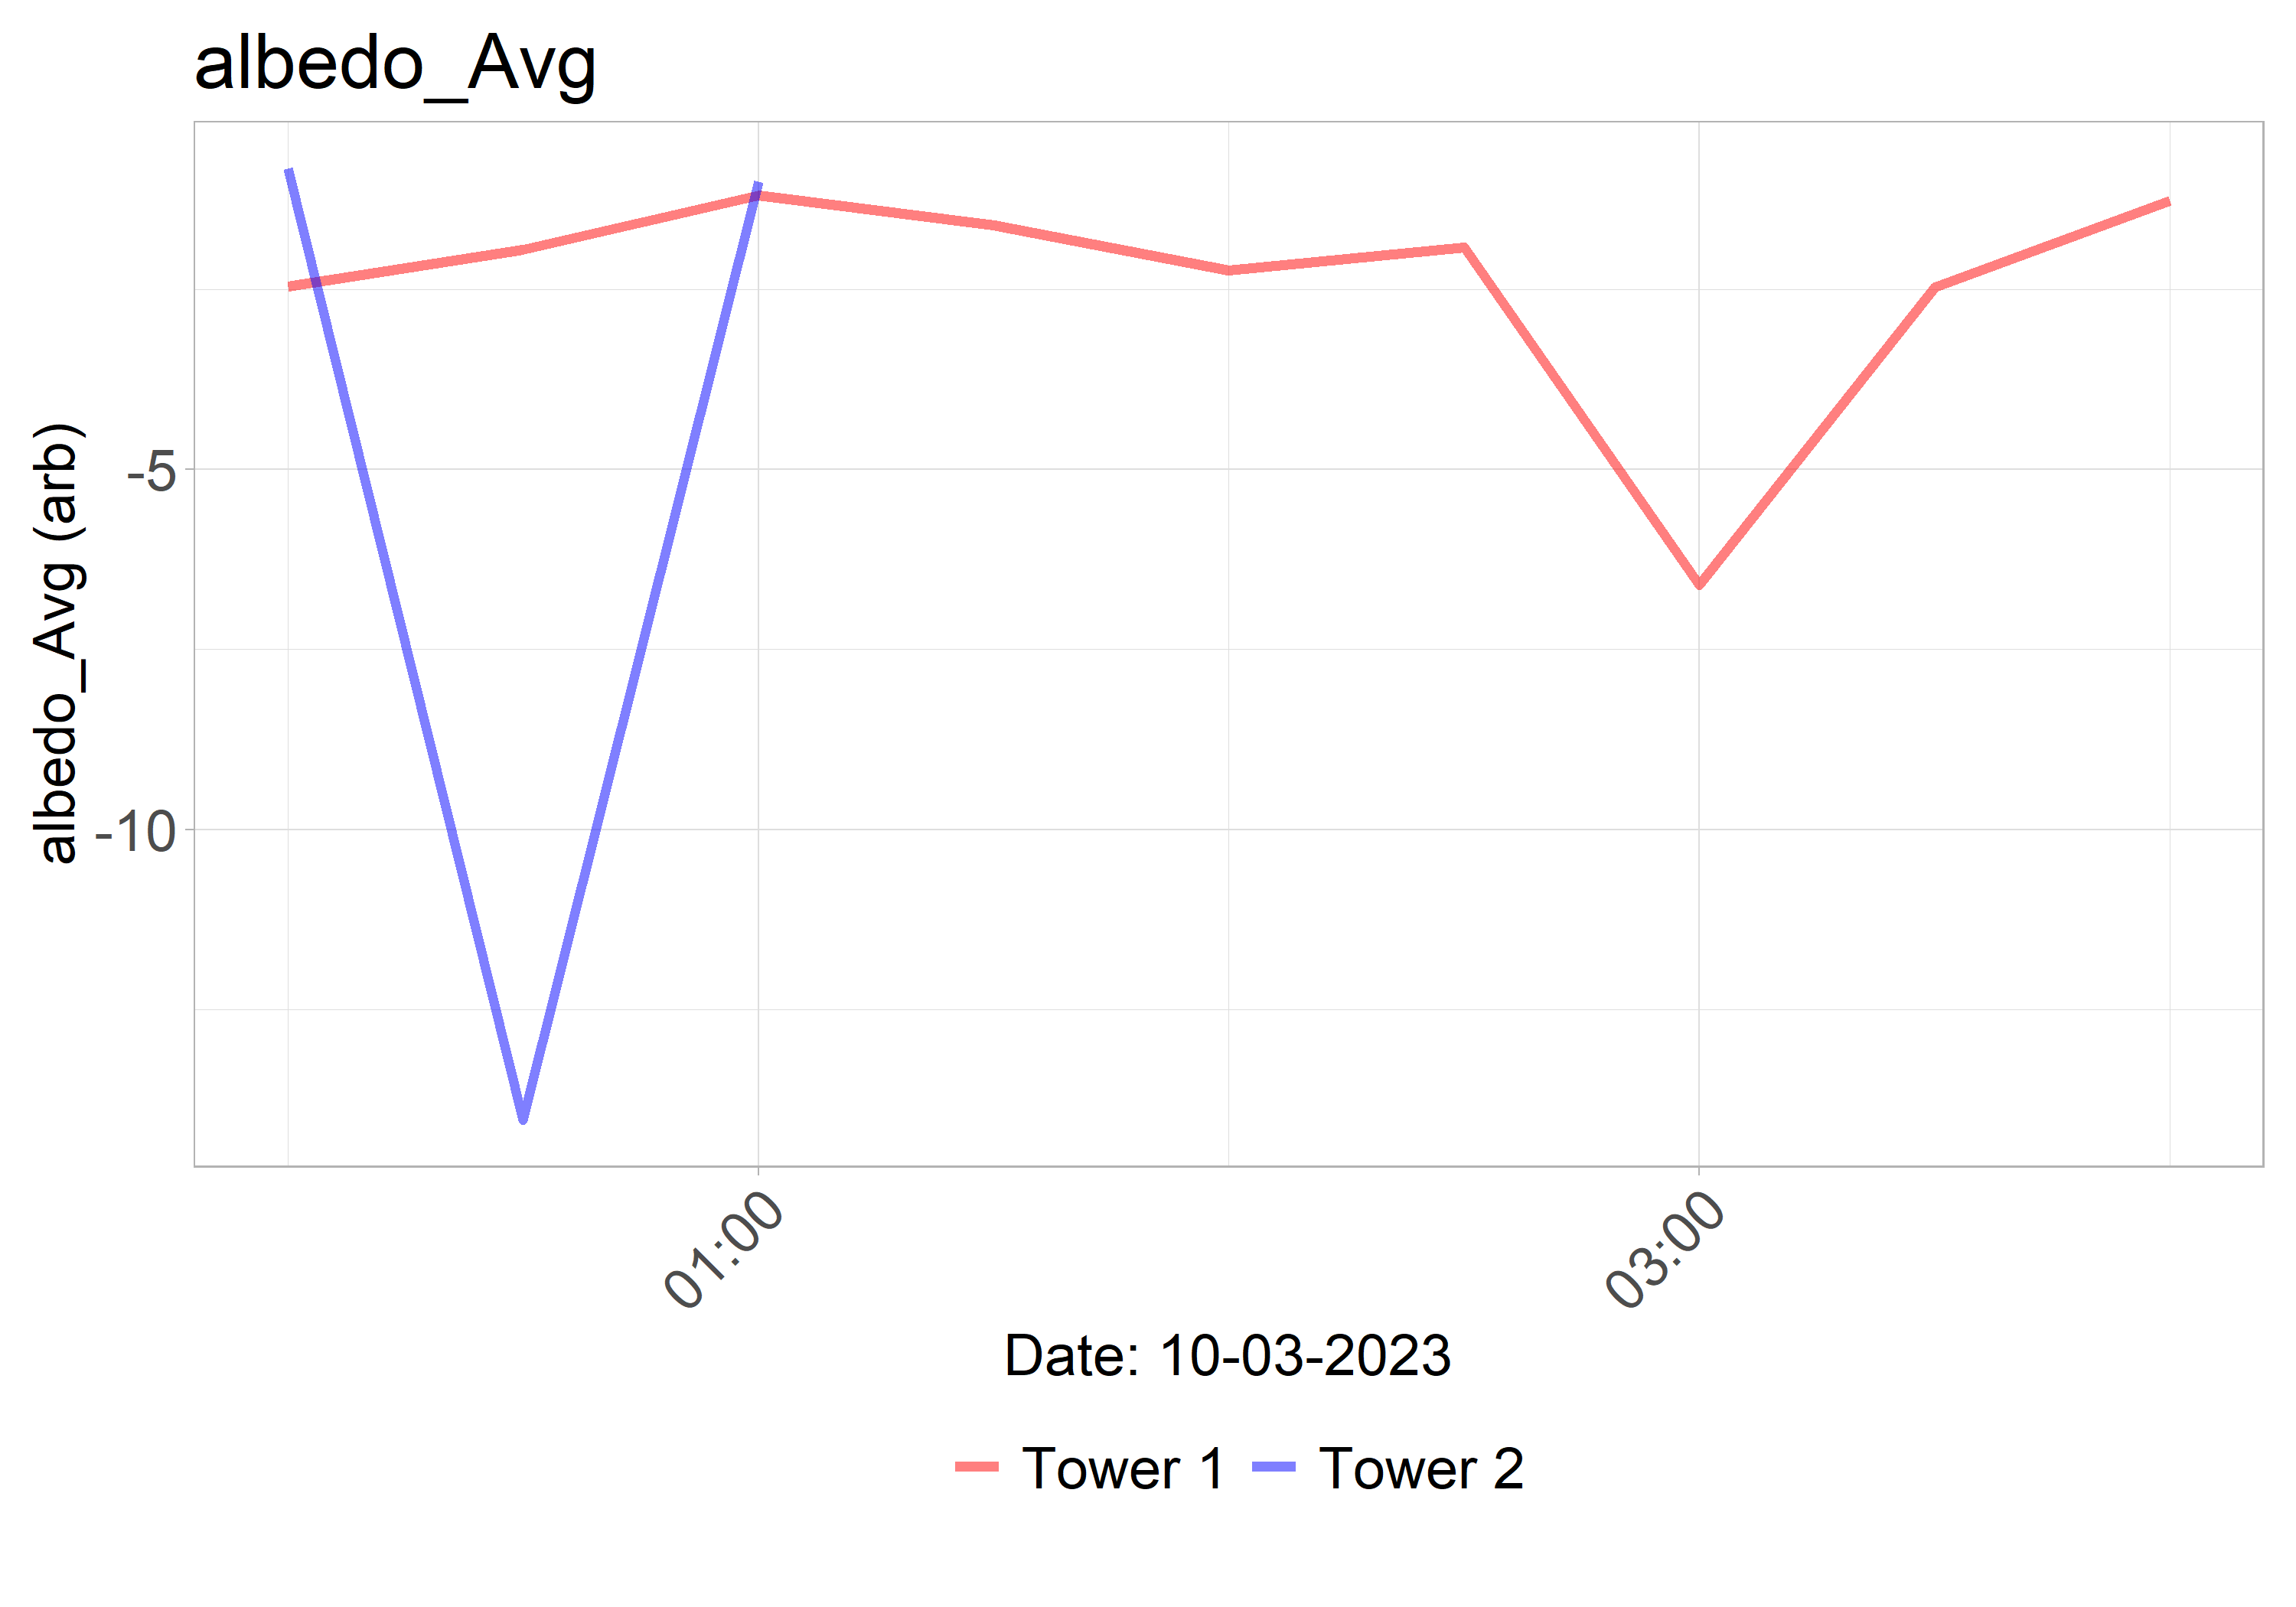 albedo_Avg
albedo_Avg (arb)
-5
-10
01:00
03:00
Date: 10-03-2023
Tower 1
Tower 2